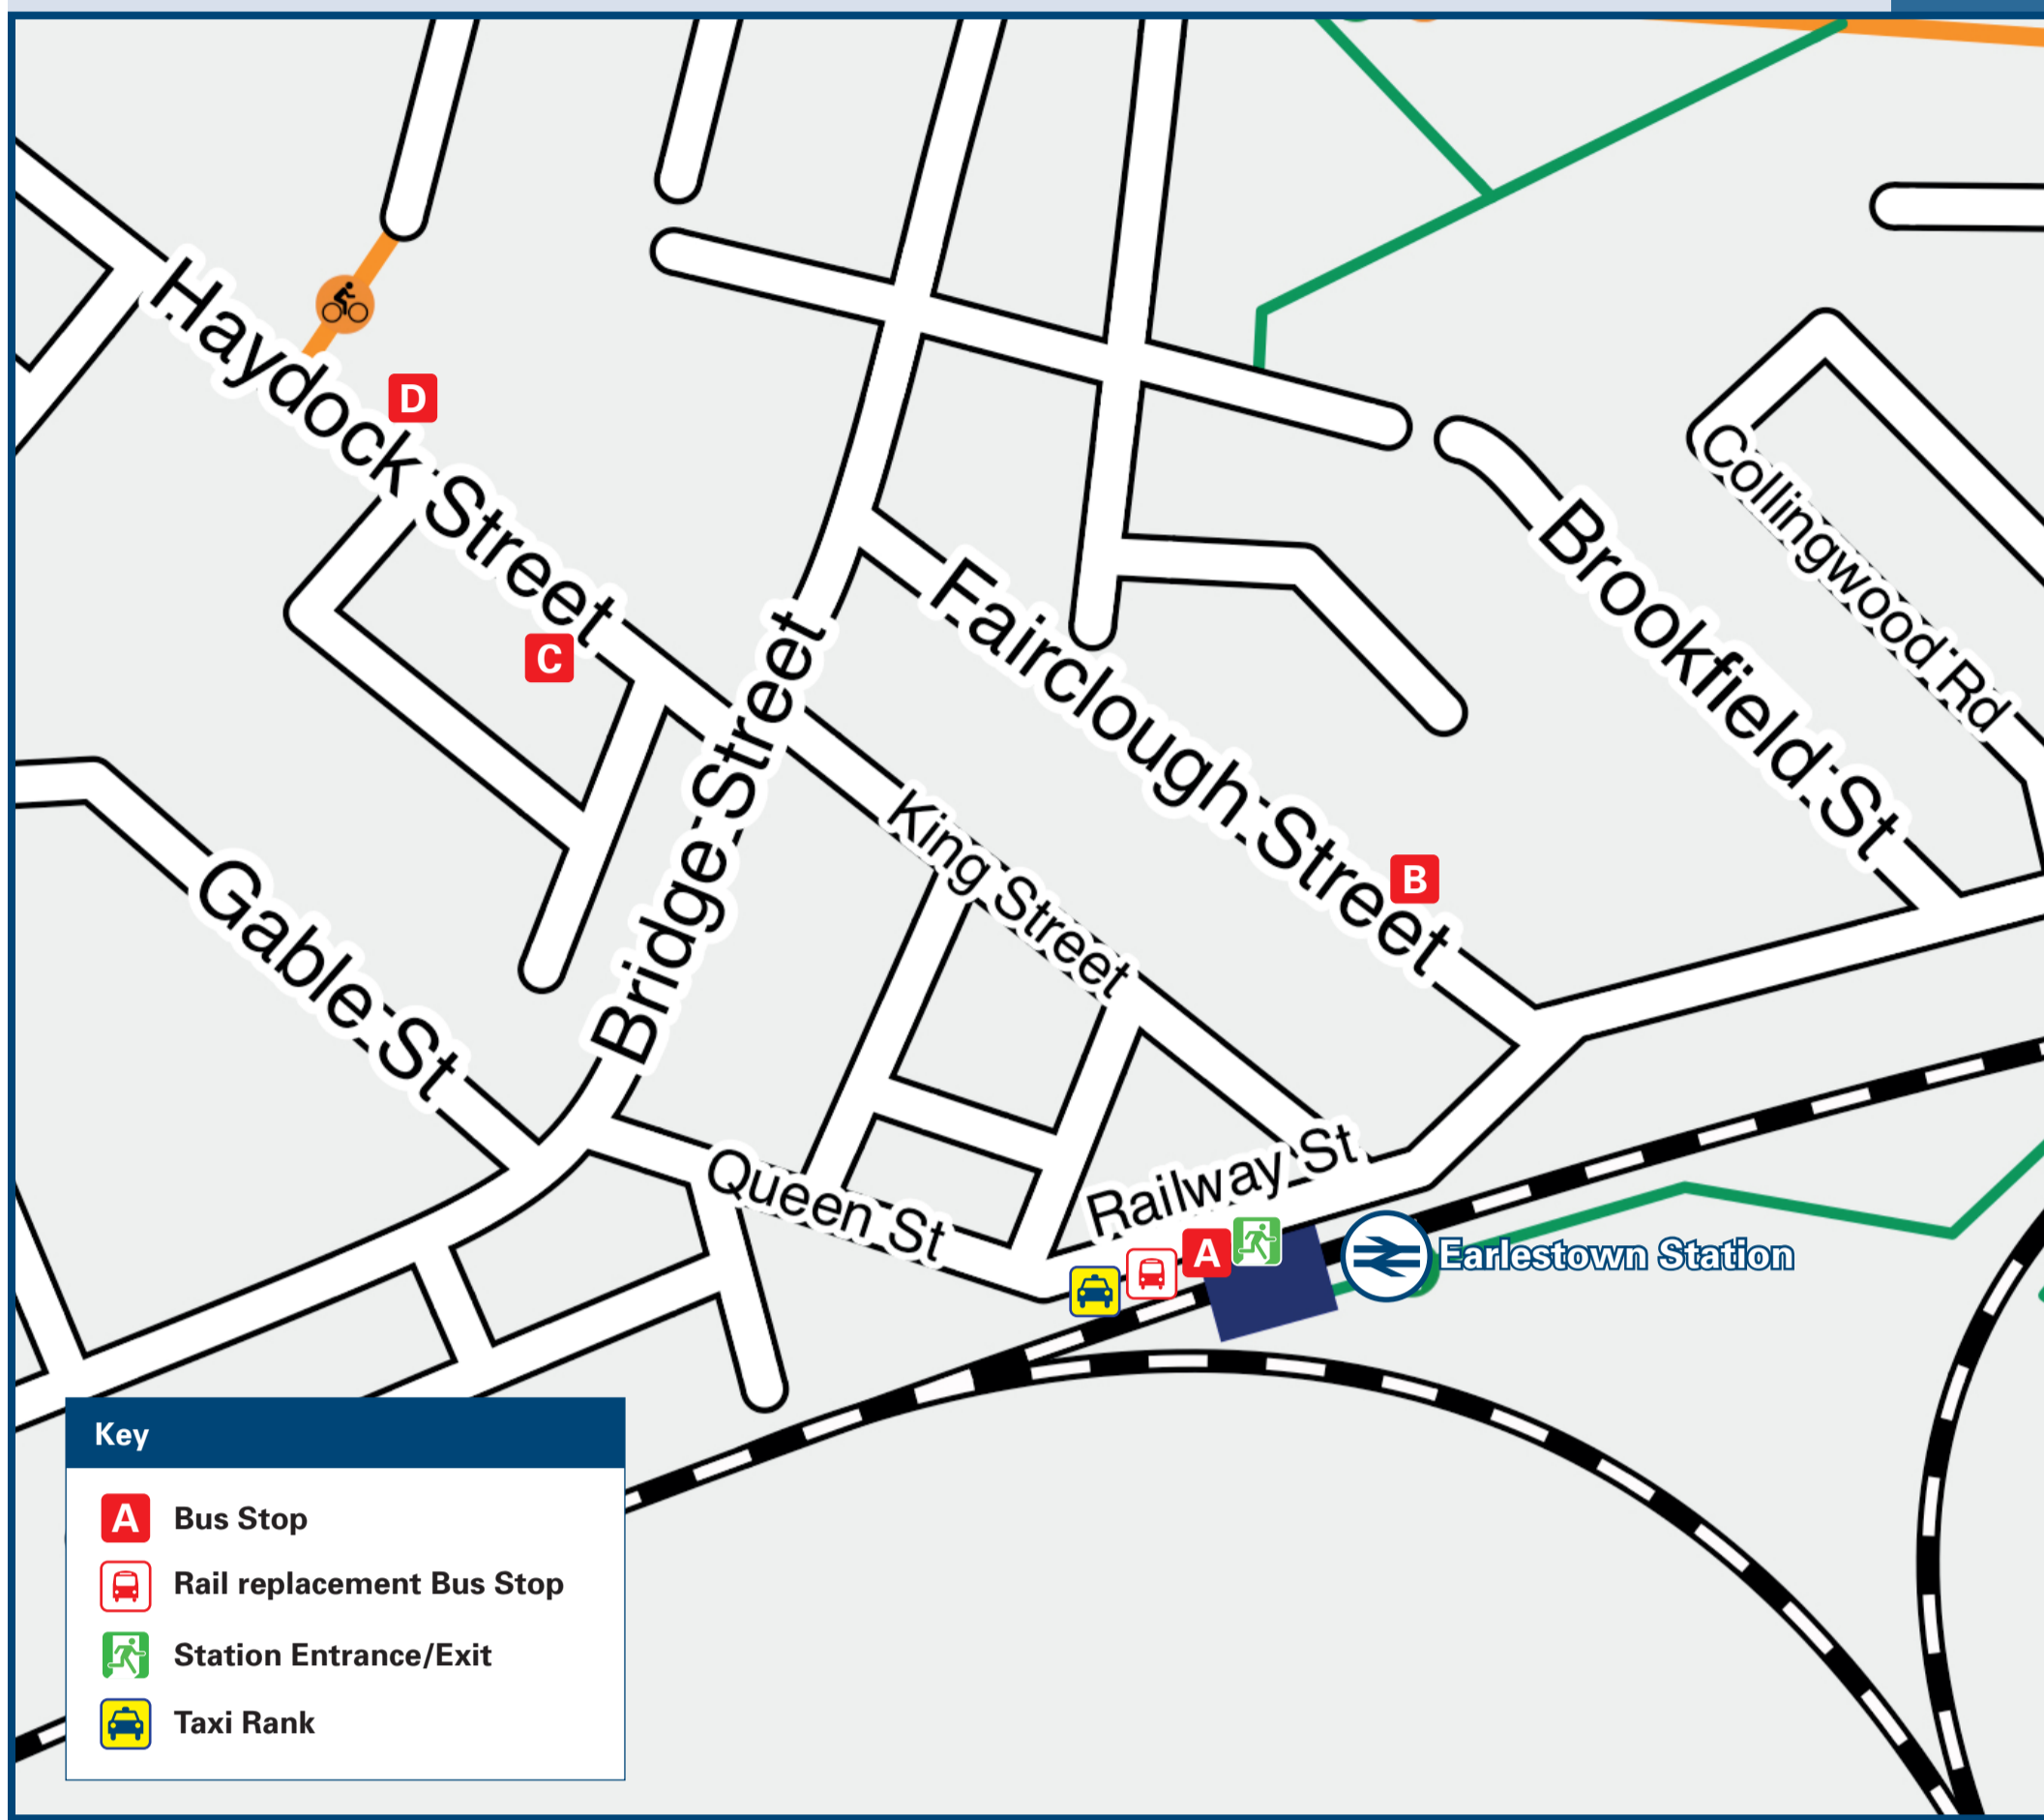 D
Haydock Street
C
Bridge Street
Fairclough Street
Brookfield St
Collingwood Rd
B
King Street
Gable St
Queen St
Railway St
A
Earlestown Station
Key
A Bus Stop
Rail replacement Bus Stop
Station Entrance/Exit
Taxi Rank